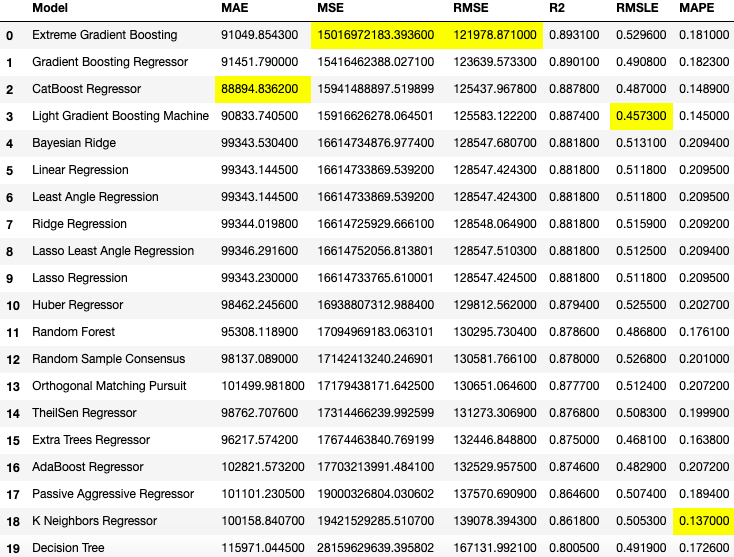 Model MAE MSE RMSE R2 RMSLE MAPE
0 Extreme Gradient Boosting 91049.854300 15016972183.393600 121978.871000 0.893100 0.529600 0.181000
1 Gradient Boosting Regressor 91451.790000 15416462388.027100 123639.573300 0.890100 0.490800 0.182300
2 CatBoost Regressor 88894.836200 15941488897.519899 125437.967800 0.887800 0.487000 0.148900
3 Light Gradient Boosting Machine 90833.740500 15916626278.064501 125583.122200 0.887400 0.457300 0.145000
4 Bayesian Ridge 99343.530400 16614734876.977400 128547.680700 0.881800 0.513100 0.209400
5 Linear Regression 99343.144500 16614733869.539200 128547.424300 0.881800 0.511800 0.209500
6 Least Angle Regression 99343.144500 16614733869.539200 128547.424300 0.881800 0.511800 0.209500
7 Ridge Regression 99344.019800 16614725929.666100 128548.064900 0.881800 0.515900 0.209200
8 Lasso Least Angle Regression 99346.291600 16614752056.813801 128547.510300 0.881800 0.512500 0.209400
9 Lasso Regression 99343.230000 16614733765.610001 128547.424500 0.881800 0.511800 0.209500
10 Huber Regressor 98462.245600 16938807312.988400 129812.562000 0.879400 0.525500 0.202700
11 Random Forest 95308.118900 17094969183.063101 130295.730400 0.878600 0.486800 0.176100
12 Random Sample Consensus 98137.089000 17142413240.246901 130581.766100 0.878000 0.526800 0.201000
13 Orthogonal Matching Pursuit 101499.981800 17179438171.642500 130651.064600 0.877700 0.512400 0.207200
14 TheilSen Regressor 98762.707600 17314466239.992599 131273.306900 0.876800 0.508300 0.199900
15 Extra Trees Regressor 96217.574200 17674463840.769199 132446.848800 0.875000 0.468100 0.163800
16 AdaBoost Regressor 102821.573200 17703213991.484100 132529.957500 0.874600 0.482900 0.207200
17 Passive Aggressive Regressor 101101.230500 19000326804.030602 137570.690900 0.864600 0.507400 0.189400
18 K Neighbors Regressor 100158.840700 19421529285.510700 139078.394300 0.861800 0.505300 0.137000
19 Decision Tree 115971.044500 28159629639.395802 167131.992100 0.800500 0.491900 0.172600